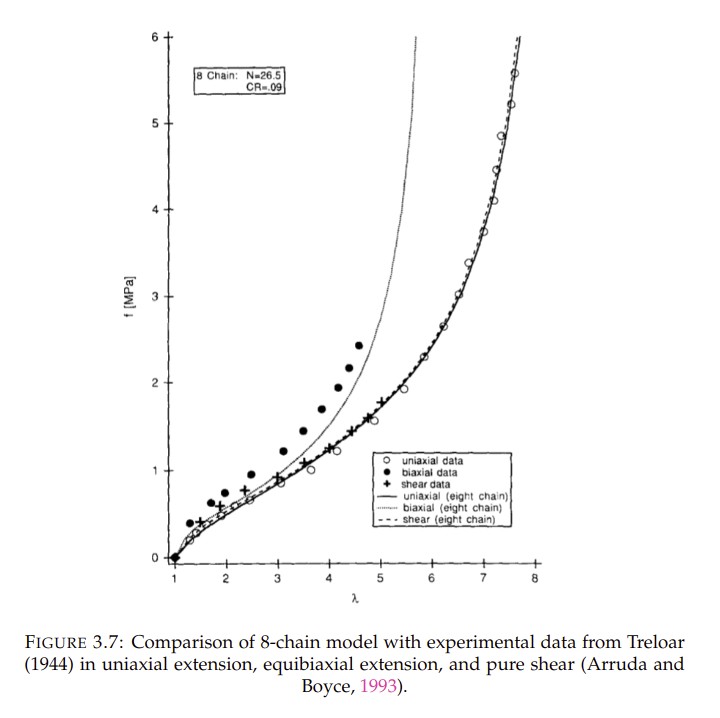 6
8 Chain: N=26.5
CR=.09
5
4
f [MPa]
3
2
1
0
uniaxial data
biaxial data
shear data
uniaxial (eight chain)
biaxial (eight chain)
shear (eight chain)
1 2 3 4 5 6 7 8
λ
FIGURE 3.7: Comparison of 8-chain model with experimental data from Treloar
(1944) in uniaxial extension, equibiaxial extension, and pure shear (Arruda and
Boyce, 1993).